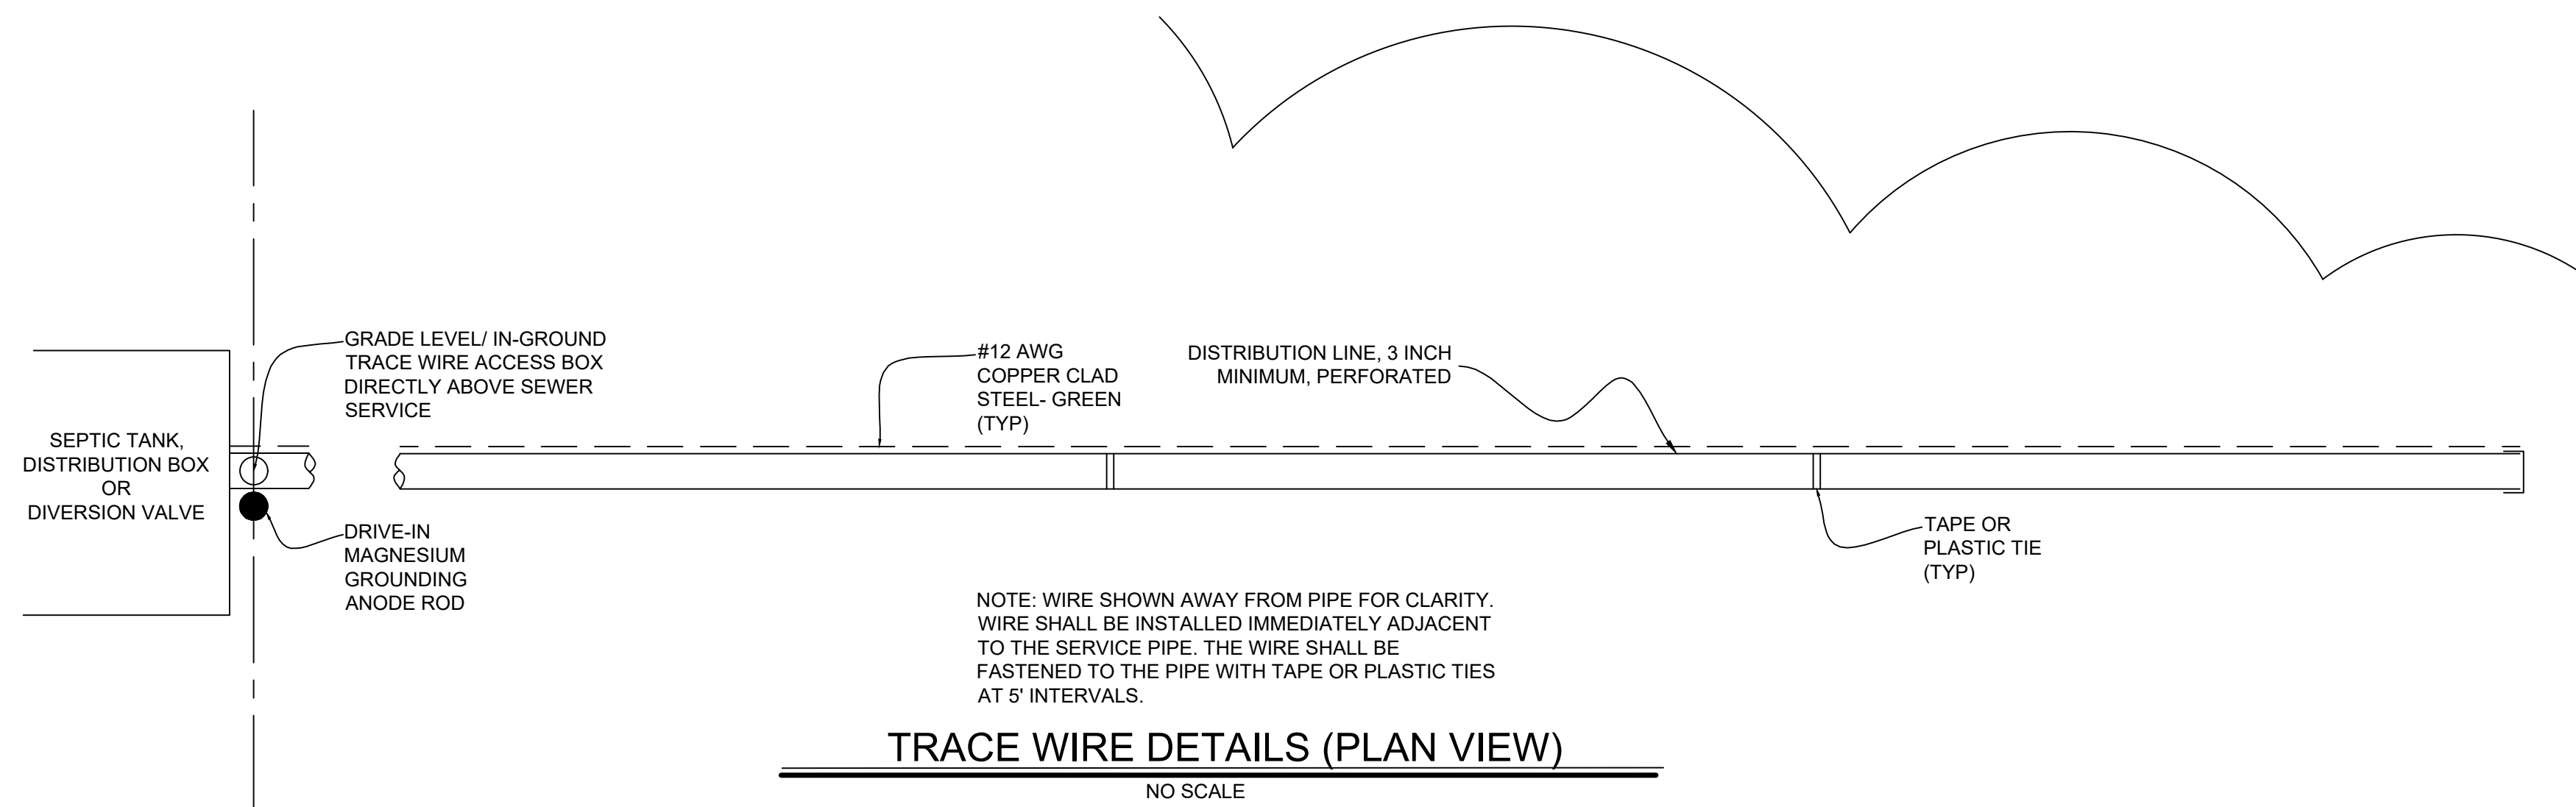 GRADE LEVEL/ IN-GROUND
TRACE WIRE ACCESS BOX
DIRECTLY ABOVE SEWER
SERVICE
#12 AWG
COPPER CLAD
STEEL- GREEN
(TYP)
DISTRIBUTION LINE, 3 INCH
MINIMUM, PERFORATED
SEPTIC TANK,
DISTRIBUTION BOX
OR
DIVERSION VALVE
DRIVE-IN
MAGNESIUM
GROUNDING
ANODE ROD
TAPE OR
PLASTIC TIE
(TYP)
NOTE: WIRE SHOWN AWAY FROM PIPE FOR CLARITY.
WIRE SHALL BE INSTALLED IMMEDIATELY ADJACENT
TO THE SERVICE PIPE. THE WIRE SHALL BE
FASTENED TO THE PIPE WITH TAPE OR PLASTIC TIES
AT 5' INTERVALS.
TRACE WIRE DETAILS (PLAN VIEW)
NO SCALE